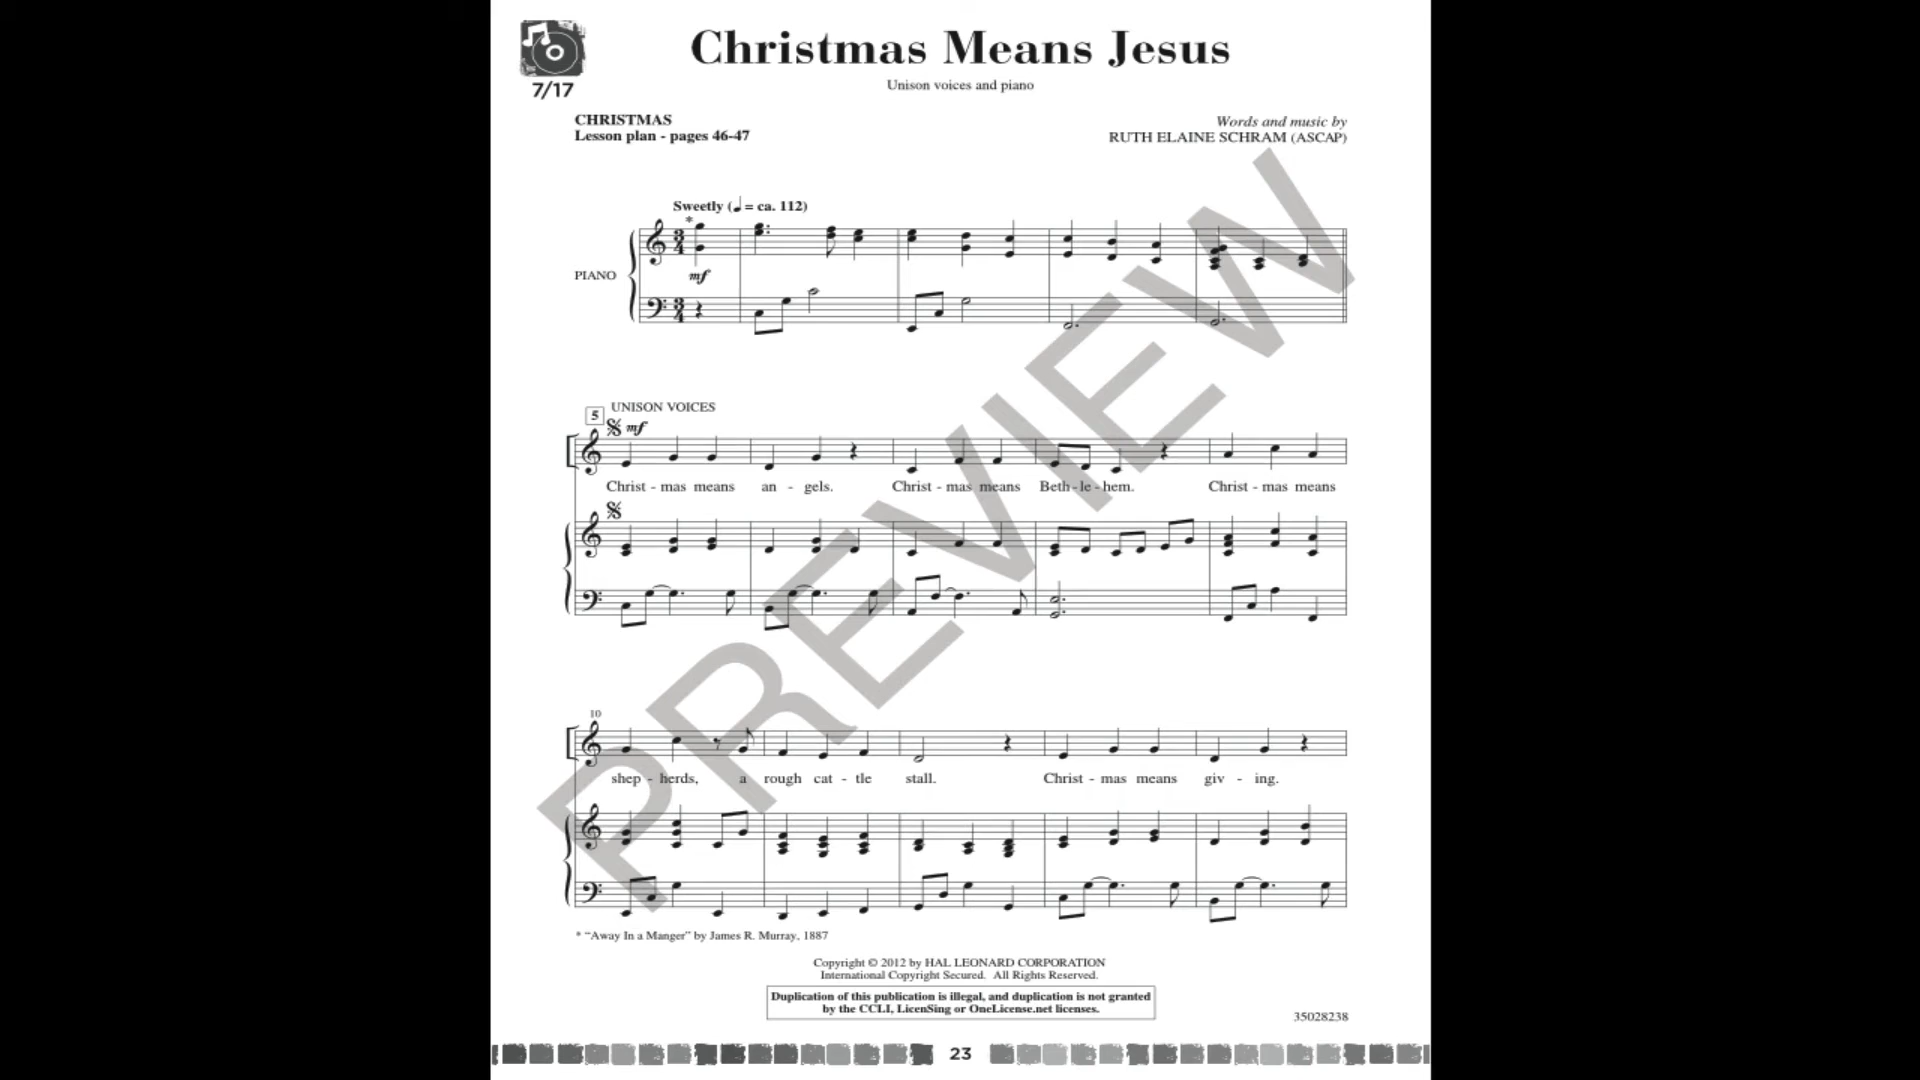 Christmas Means Jesus
Unison voices and piano
7/17
CHRISTMAS
Lesson plan - pages 46-47
Words and music by
RUTH ELAINE SCHRAM (ASCAP)
Sweetly (♩ = ca. 112)
*
PIANO
mf
5 UNISON VOICES
mf
Christ - mas means an - gels. Christ - mas means Beth - le - hem. Christ - mas means
10
shep - herds, a rough cat - tle stall. Christ - mas means giv - ing.
* “Away In a Manger” by James R. Murray, 1887
Copyright © 2012 by HAL LEONARD CORPORATION
International Copyright Secured. All Rights Reserved.
Duplication of this publication is illegal, and duplication is not granted
by the CCLI, LicenSing or OneLicense.net licenses.
35028238
23
PREVIEW